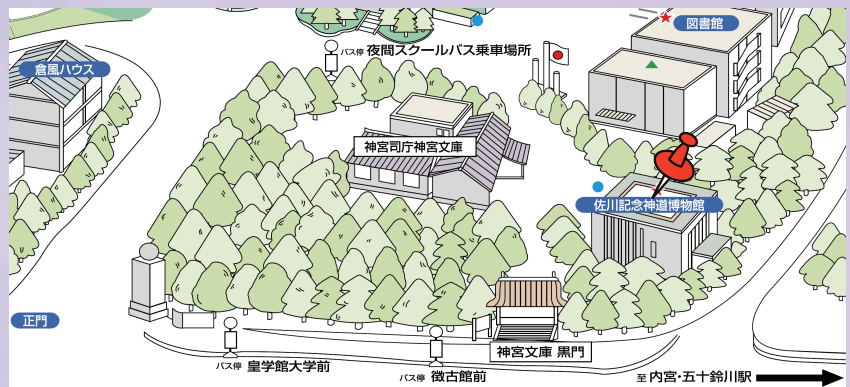 図書館
バス停 夜間スクールバス乗車場所
倉風ハウス
神宮司庁神宮文庫
佐川記念神道博物館
正門
神宮文庫 黒門
バス停 皇学館大学前
バス停 徴古館前
至 内宮・五十鈴川駅